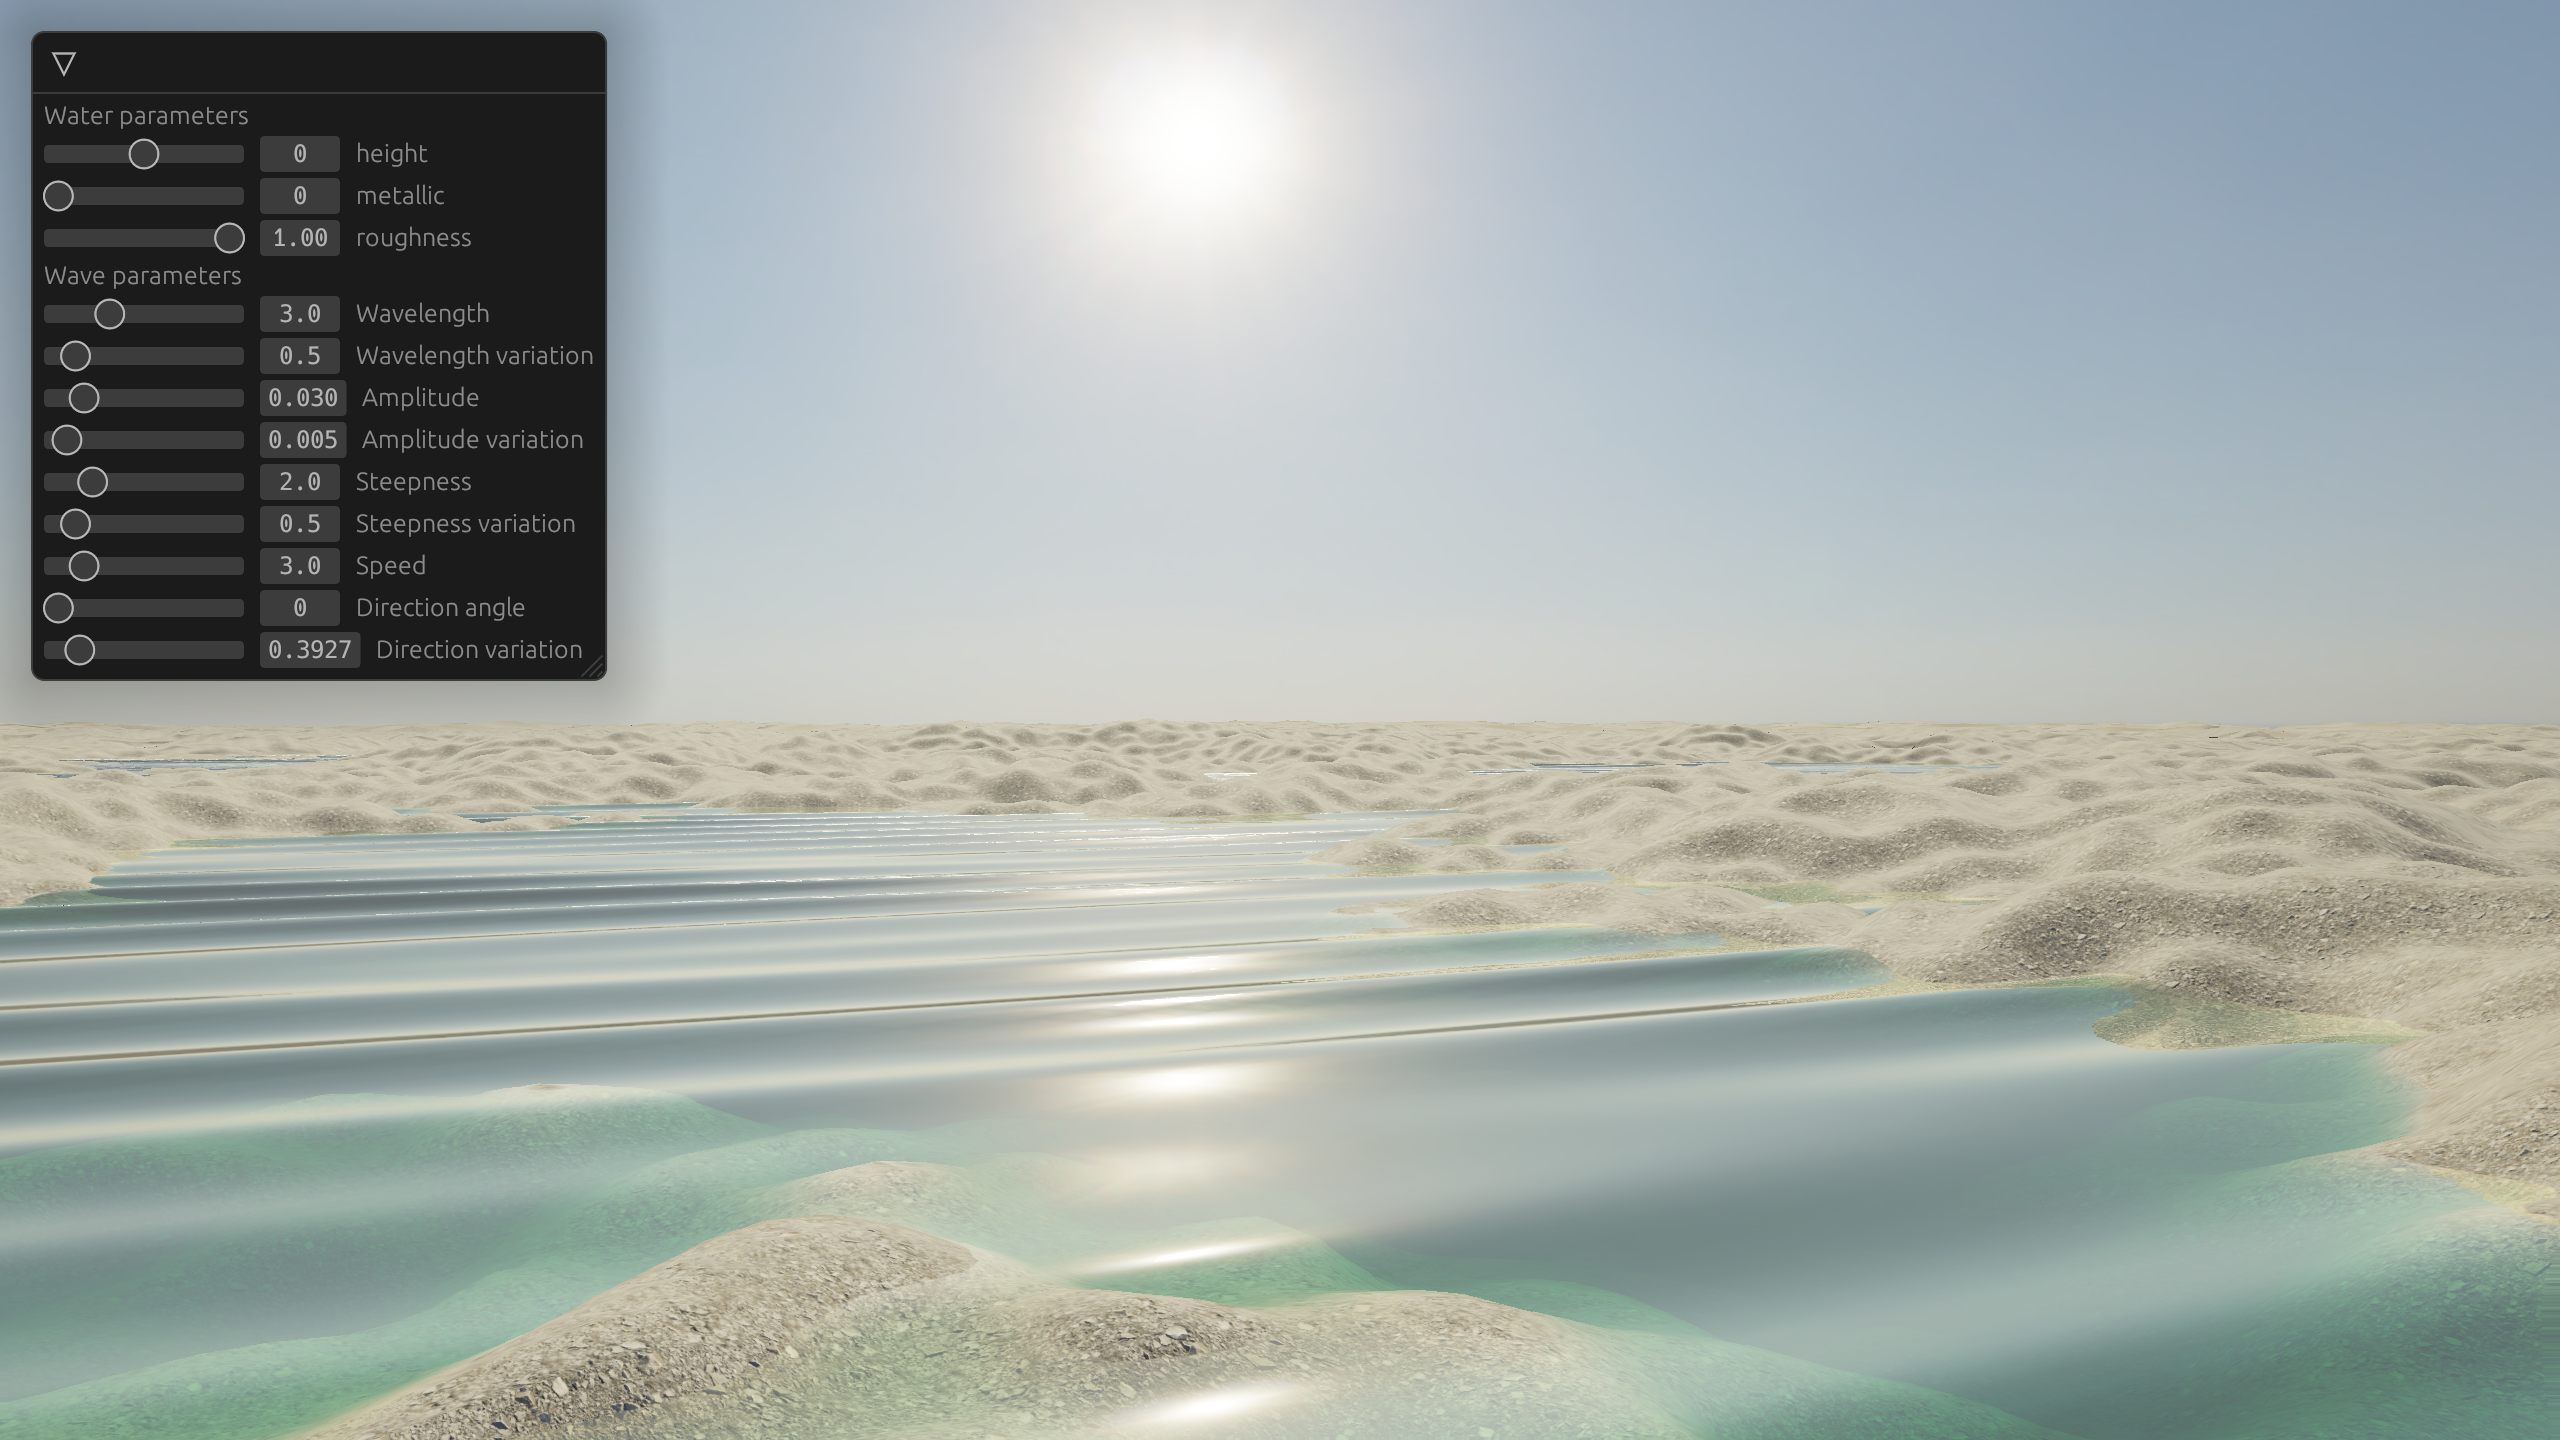 Water parameters
0 height
0 metallic
1.00 roughness
Wave parameters
3.0 Wavelength
0.5 Wavelength variation
0.030 Amplitude
0.005 Amplitude variation
2.0 Steepness
0.5 Steepness variation
3.0 Speed
0 Direction angle
0.3927 Direction variation